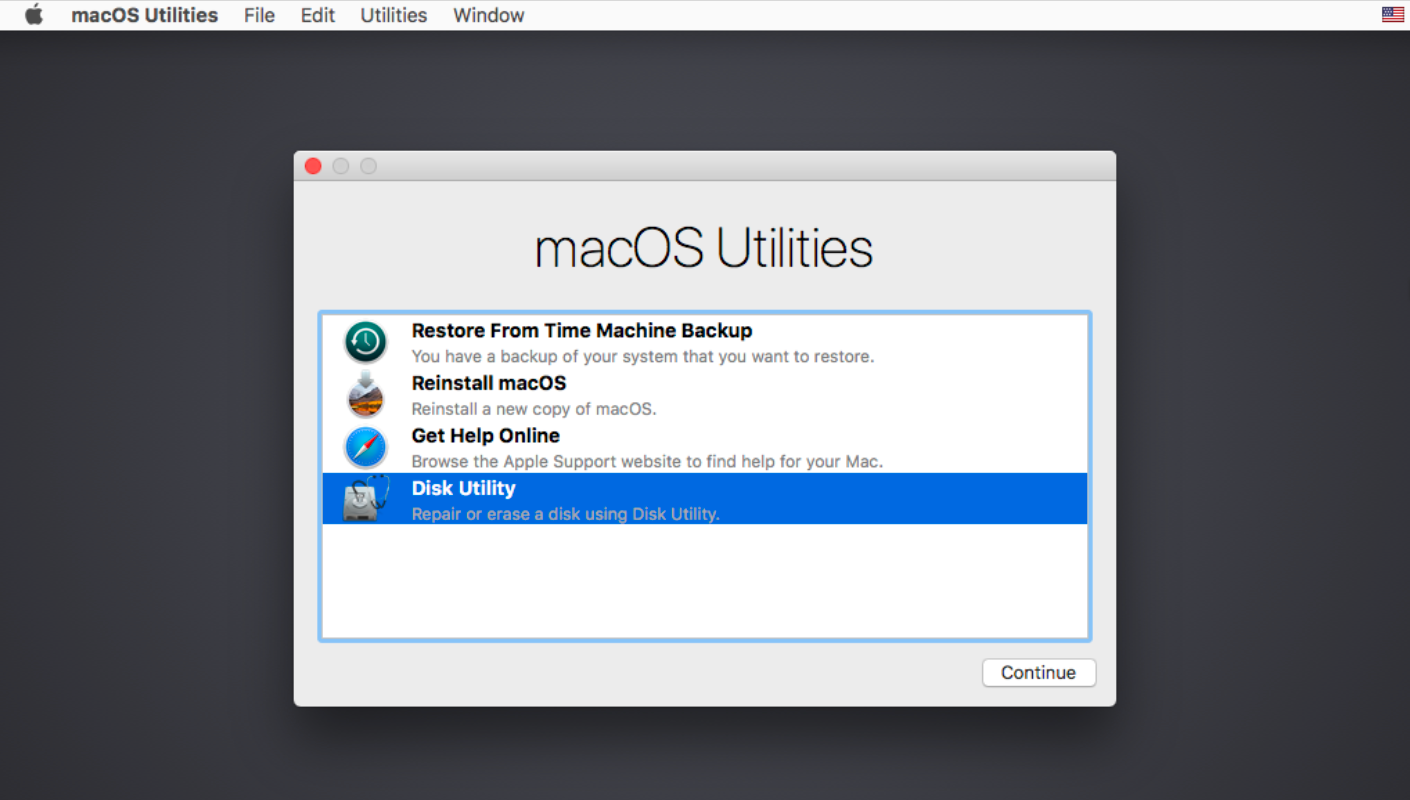 macOS Utilities File Edit Utilities Window
macOS Utilities
Restore From Time Machine Backup
You have a backup of your system that you want to restore.
Reinstall macOS
Reinstall a new copy of macOS.
Get Help Online
Browse the Apple Support website to find help for your Mac.
Disk Utility
Repair or erase a disk using Disk Utility.
Continue